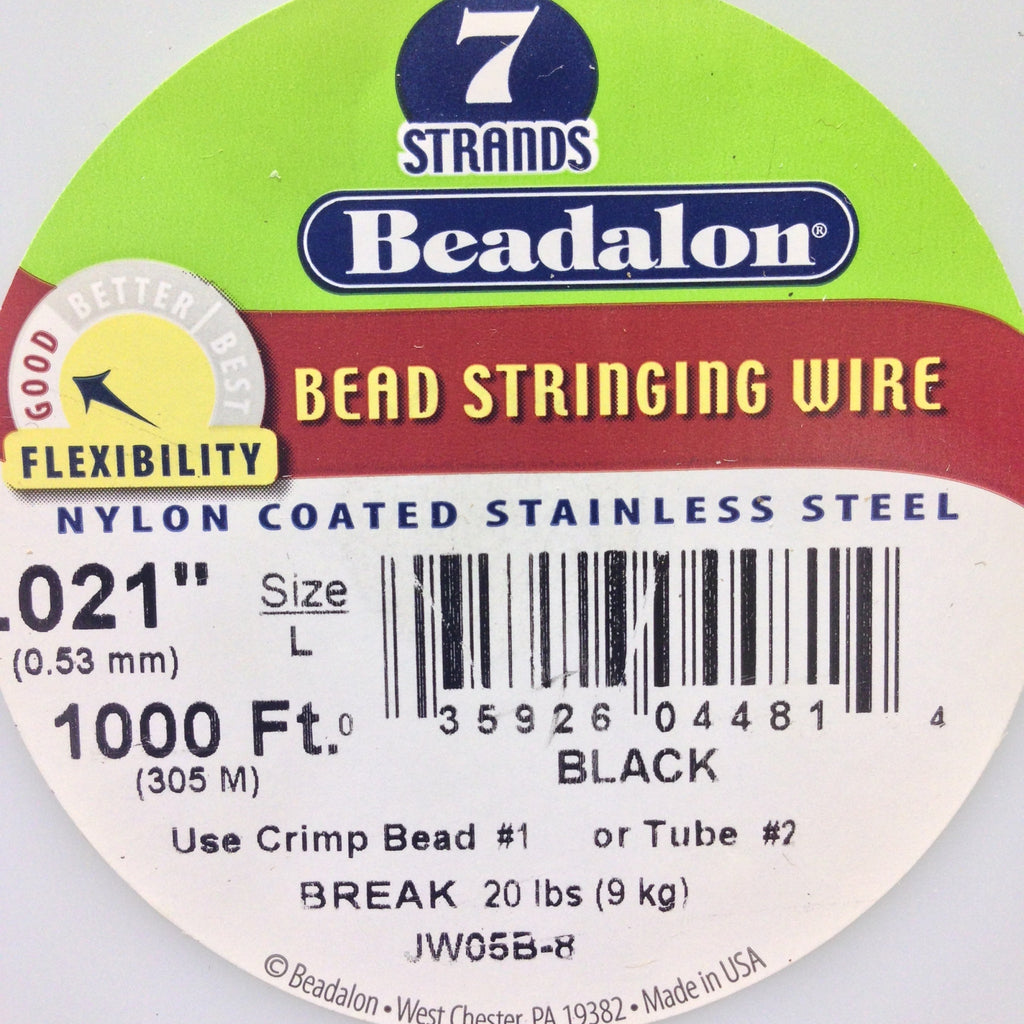 7
STRANDS
Beadalon®
GOOD BETTER BEST
FLEXIBILITY
BEAD STRINGING WIRE
NYLON COATED STAINLESS STEEL
.021"
(0.53 mm)
Size
L
1000 Ft.
(305 M)
0 35926 04481 4
BLACK
Use Crimp Bead #1 or Tube #2
BREAK 20 lbs (9 kg)
JW05B-8
© Beadalon • West Chester, PA 19382 • Made in USA